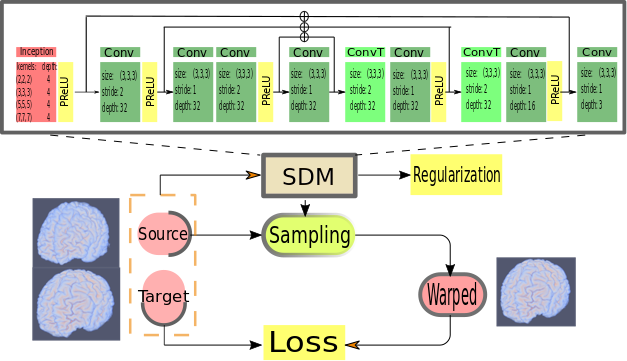 Inception
kernels: depth:
(2,2,2) 4
(3,3,3) 4
(5,5,5) 4
(7,7,7) 4
PReLU
Conv
size: (3,3,3)
stride: 2
depth: 32
PReLU
Conv
size: (3,3,3)
stride: 1
depth: 32
Conv
size: (3,3,3)
stride: 2
depth: 32
PReLU
Conv
size: (3,3,3)
stride: 1
depth: 32
ConvT
size: (3,3,3)
stride: 2
depth: 32
Conv
size: (3,3,3)
stride: 1
depth: 32
PReLU
ConvT
size: (3,3,3)
stride: 2
depth: 32
Conv
size: (3,3,3)
stride: 1
depth: 16
PReLU
Conv
size: (3,3,3)
stride: 1
depth: 3
SDM
Regularization
Source
Sampling
Target
Warped
Loss